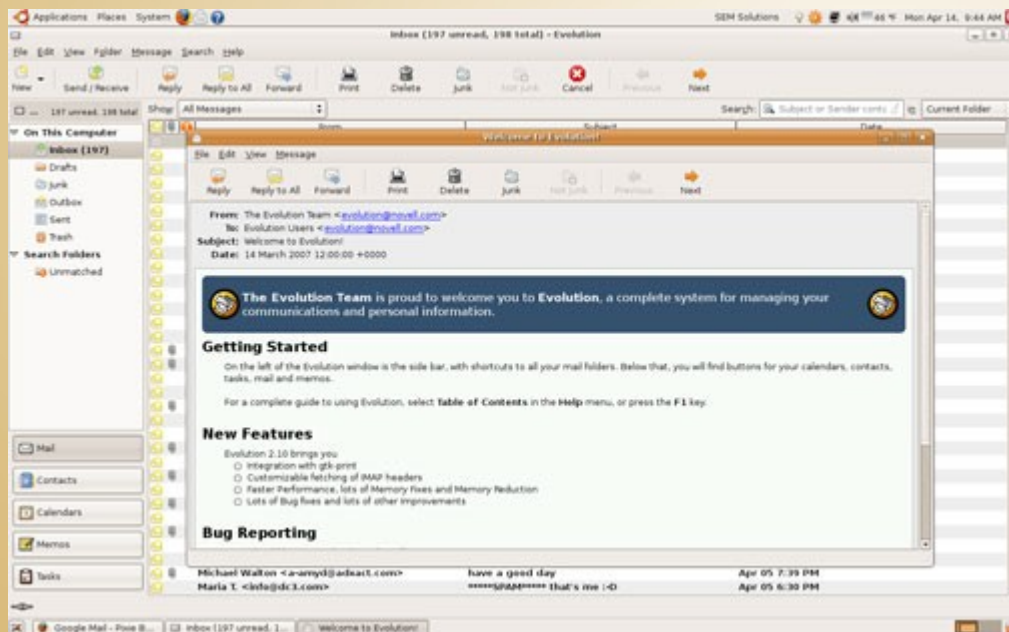 Applications Places System
SEM Solutions
Mon Apr 14, 9:44 AM
Inbox (197 unread, 198 total) - Evolution
File Edit View Folder Message Search Help
New Send / Receive Reply Reply to All Forward Print Delete Junk Not Junk Cancel Previous Next
197 unread, 198 total
Show: All Messages
Search: Subject or Sender conta
Current Folder
From Subject Date
On This Computer
Inbox (197)
Drafts
Junk
Outbox
Sent
Trash
Search Folders
Unmatched
Mail
Contacts
Calendars
Memos
Tasks
Welcome to Evolution!
File Edit View Message
Reply Reply to All Forward Print Delete Junk Not Junk Previous Next
From: The Evolution Team <evolution@novell.com>
To: Evolution Users <evolution@novell.com>
Subject: Welcome to Evolution!
Date: 14 March 2007 12:00:00 +0000
The Evolution Team is proud to welcome you to Evolution, a complete system for managing your
communications and personal information.
Getting Started
On the left of the Evolution window is the side bar, with shortcuts to all your mail folders. Below that, you will find buttons for your calendars, contacts,
tasks, mail and memos.
For a complete guide to using Evolution, select Table of Contents in the Help menu, or press the F1 key.
New Features
Evolution 2.10 brings you
Integration with gtk-print
Customizable fetching of IMAP headers
Faster Performance, lots of Memory Fixes and Memory Reduction
Lots of Bug fixes and lots of other improvements
Bug Reporting
Michael Walton <a-amyd@adxact.com> have a good day Apr 05 7:39 PM
Maria T. <info@dc3.com> *****SPAM***** that's me :-D Apr 05 6:30 PM
Google Mail - Pixie B...
Inbox (197 unread, 1...
Welcome to Evolution!